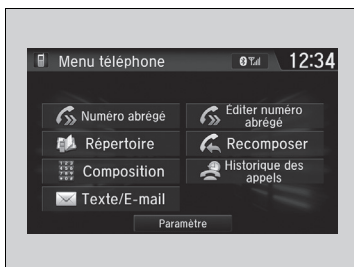 Menu téléphone
12:34
Numéro abrégé
Éditer numéro
abrégé
Répertoire
Recomposer
Composition
Historique des
appels
Texte/E-mail
Paramètre